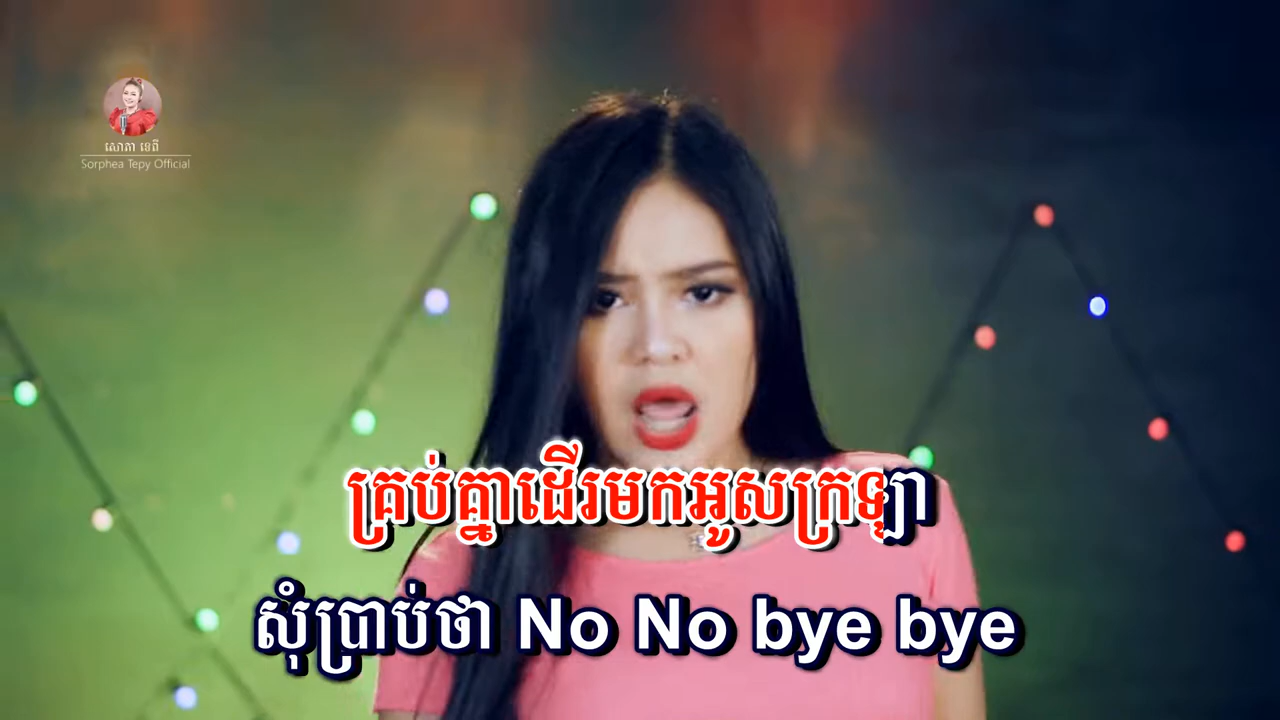 សោភា ទេពី
Sorphea Tepy Official
គ្រប់គ្នាដើរមកអូសក្រឡា
សុំប្រាប់ថា No No bye bye